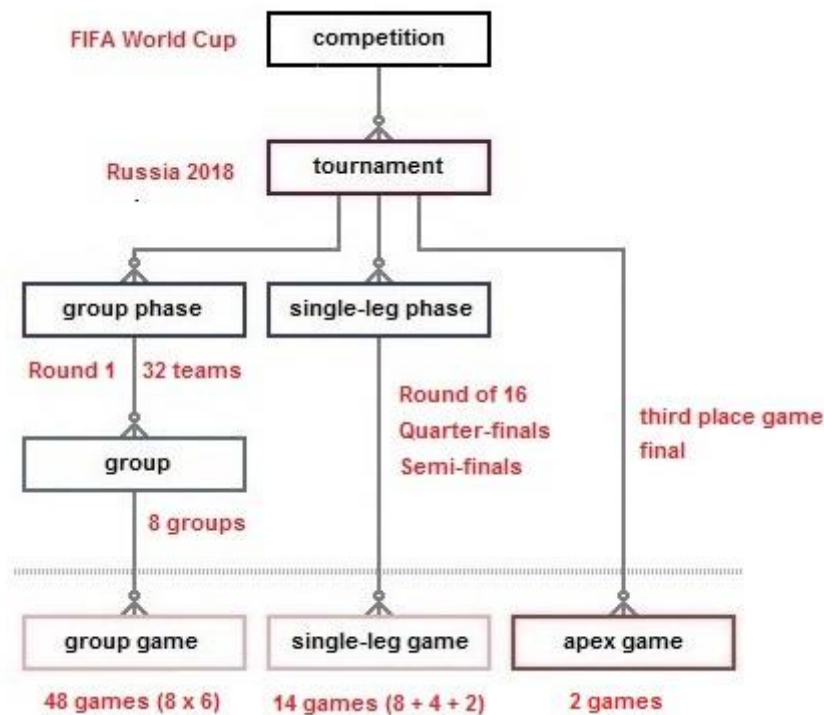 FIFA World Cup
competition
Russia 2018
tournament
group phase
single-leg phase
Round 1
32 teams
Round of 16
Quarter-finals
Semi-finals
third place game
final
group
8 groups
group game
single-leg game
apex game
48 games (8 x 6)
14 games (8 + 4 + 2)
2 games